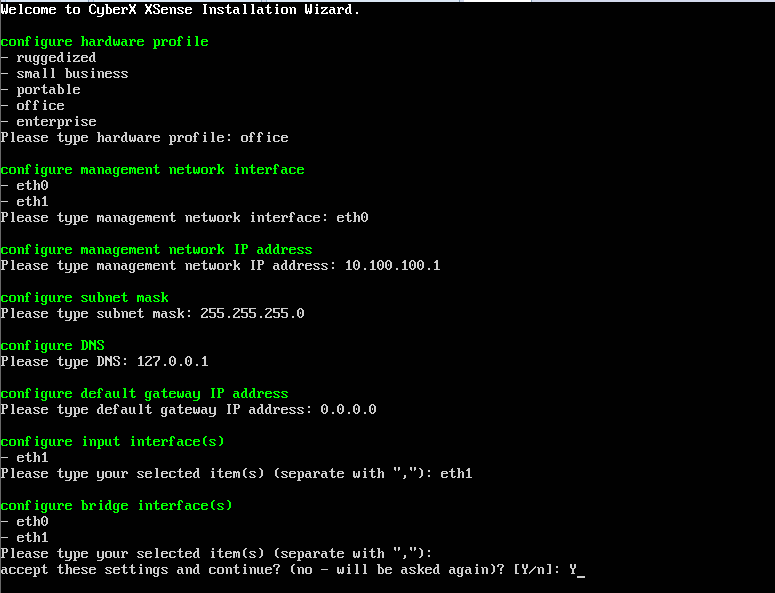 Welcome to CyberX XSense Installation Wizard.
configure hardware profile
- ruggedized
- small business
- portable
- office
- enterprise
Please type hardware profile: office
configure management network interface
- eth0
- eth1
Please type management network interface: eth0
configure management network IP address
Please type management network IP address: 10.100.100.1
configure subnet mask
Please type subnet mask: 255.255.255.0
configure DNS
Please type DNS: 127.0.0.1
configure default gateway IP address
Please type default gateway IP address: 0.0.0.0
configure input interface(s)
- eth1
Please type your selected item(s) (separate with ","): eth1
configure bridge interface(s)
- eth0
- eth1
Please type your selected item(s) (separate with ","):
accept these settings and continue? (no - will be asked again)? [Y/n]: Y_